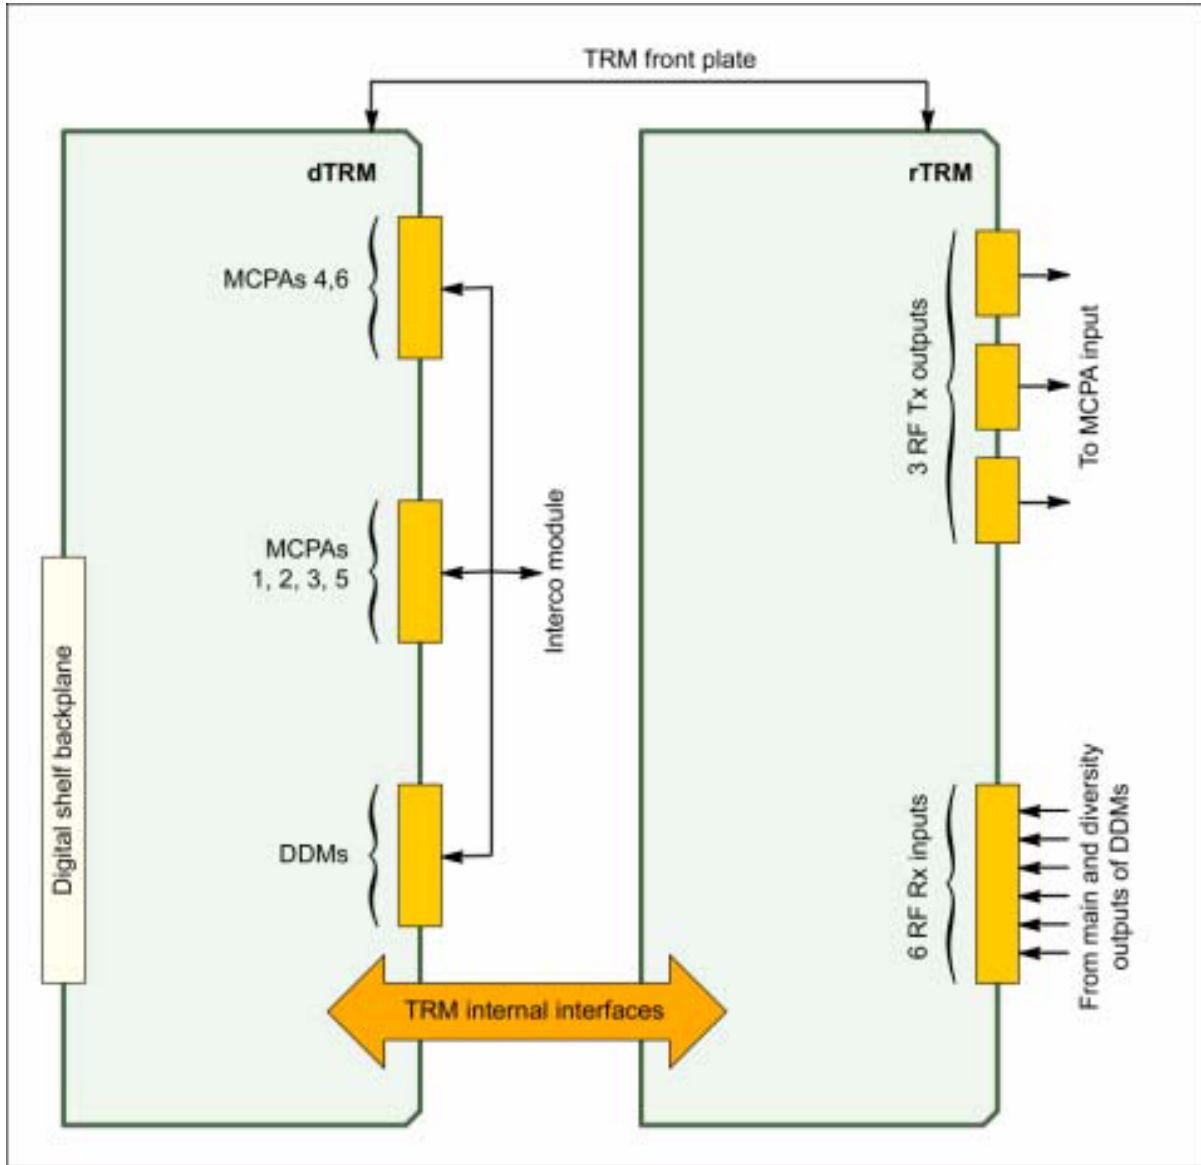 TRM front plate
dTRM
rTRM
MCPAs 4,6
MCPAs
1, 2, 3, 5
DDMs
Interco module
Digital shelf backplane
3 RF Tx outputs
To MCPA input
6 RF Rx inputs
From main and diversity
outputs of DDMs
TRM internal interfaces